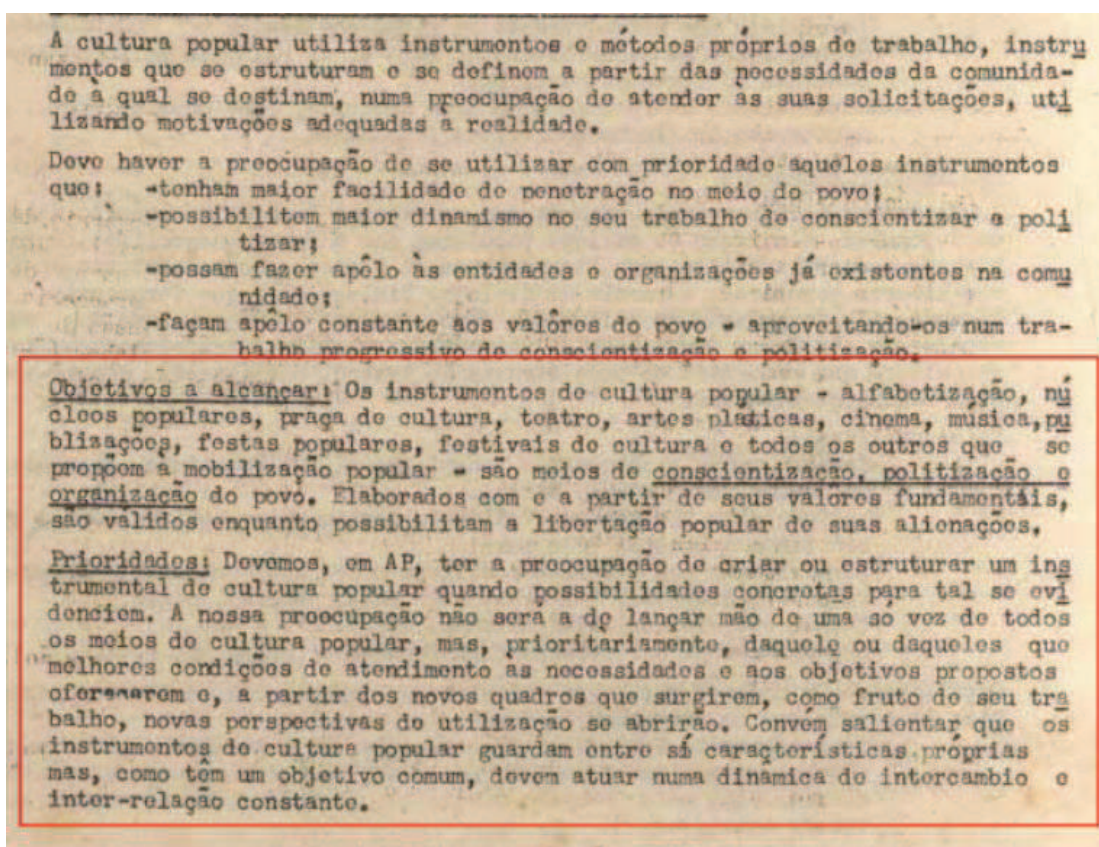 A cultura popular utiliza instrumentos e métodos próprios de trabalho, instru
mentos que se estruturam e se definem a partir das necessidades da comunida-
de à qual se destinam, numa preocupação de atender às suas solicitações, uti
lizando motivações adequadas à realidade.
Deve haver a preocupação de se utilizar com prioridade aqueles instrumentos
que: -tenham maior facilidade de penetração no meio do povo;
-possibilitem maior dinamismo no seu trabalho de conscientizar e poli
tizar;
-possam fazer apêlo às entidades e organizações já existentes na comu
nidade;
-façam apêlo constante aos valôres do povo - aproveitando-os num tra-
balho progressivo de conscientização e politização.
Objetivos a alcançar: Os instrumentos de cultura popular - alfabetização, nú
cleos populares, praça de cultura, teatro, artes plásticas, cinema, música, pu
blizações, festas populares, festivais de cultura e todos os outros que se
propõem à mobilização popular - são meios de conscientização, politização e
organização do povo. Elaborados com e a partir de seus valôres fundamentais,
são válidos enquanto possibilitam a libertação popular de suas alienações.
Prioridades: Devemos, em AP, ter a preocupação de criar ou estruturar um ins
trumental de cultura popular quando possibilidades concretas para tal se evi
denciem. A nossa preocupação não será a de lançar mão de uma só vez de todos
os meios de cultura popular, mas, prioritariamente, daquele ou daqueles que
melhores condições de atendimento às necessidades e aos objetivos propostos
oferecerem e, a partir dos novos quadros que surgirem, como fruto de seu tra
balho, novas perspectivas de utilização se abrirão. Convém salientar que os
instrumentos de cultura popular guardam entre sí características próprias
mas, como têm um objetivo comum, devem atuar numa dinâmica de intercambio e
inter-relação constante.